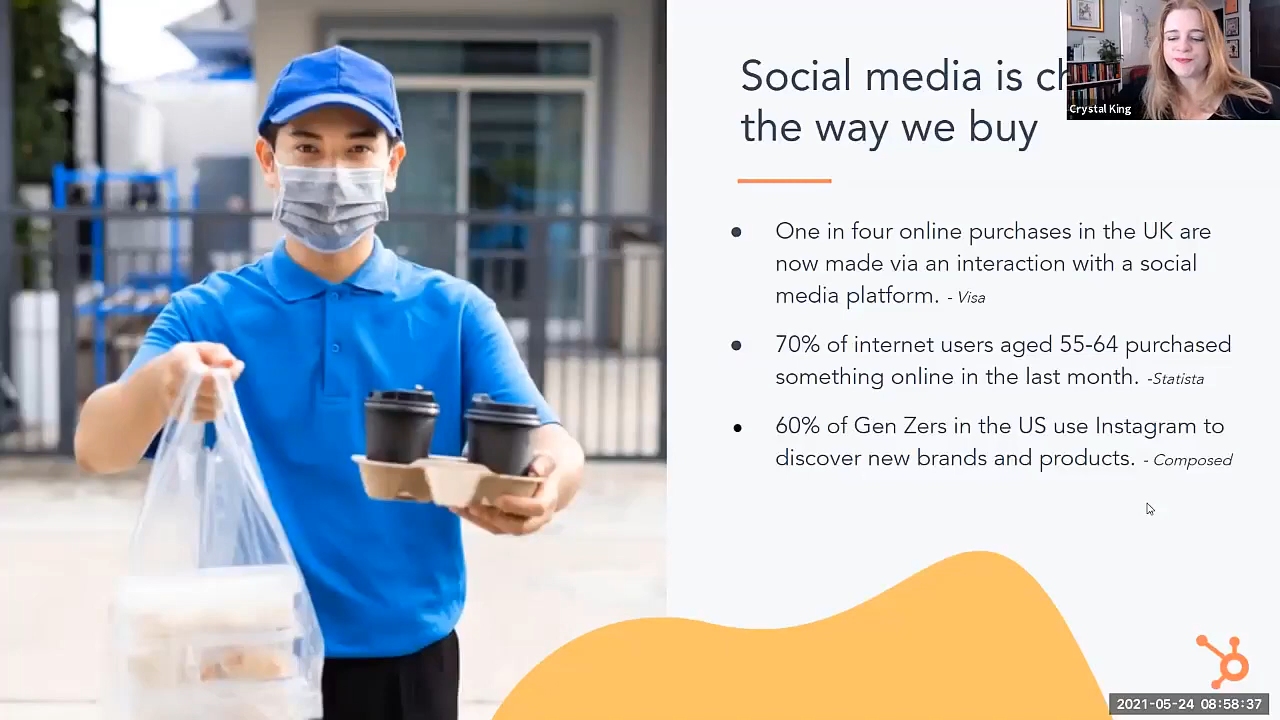 Social media is ch
the way we buy
Crystal King
● One in four online purchases in the UK are
now made via an interaction with a social
media platform. - Visa
● 70% of internet users aged 55-64 purchased
something online in the last month. -Statista
● 60% of Gen Zers in the US use Instagram to
discover new brands and products. - Composed
2021-05-24 08:58:37